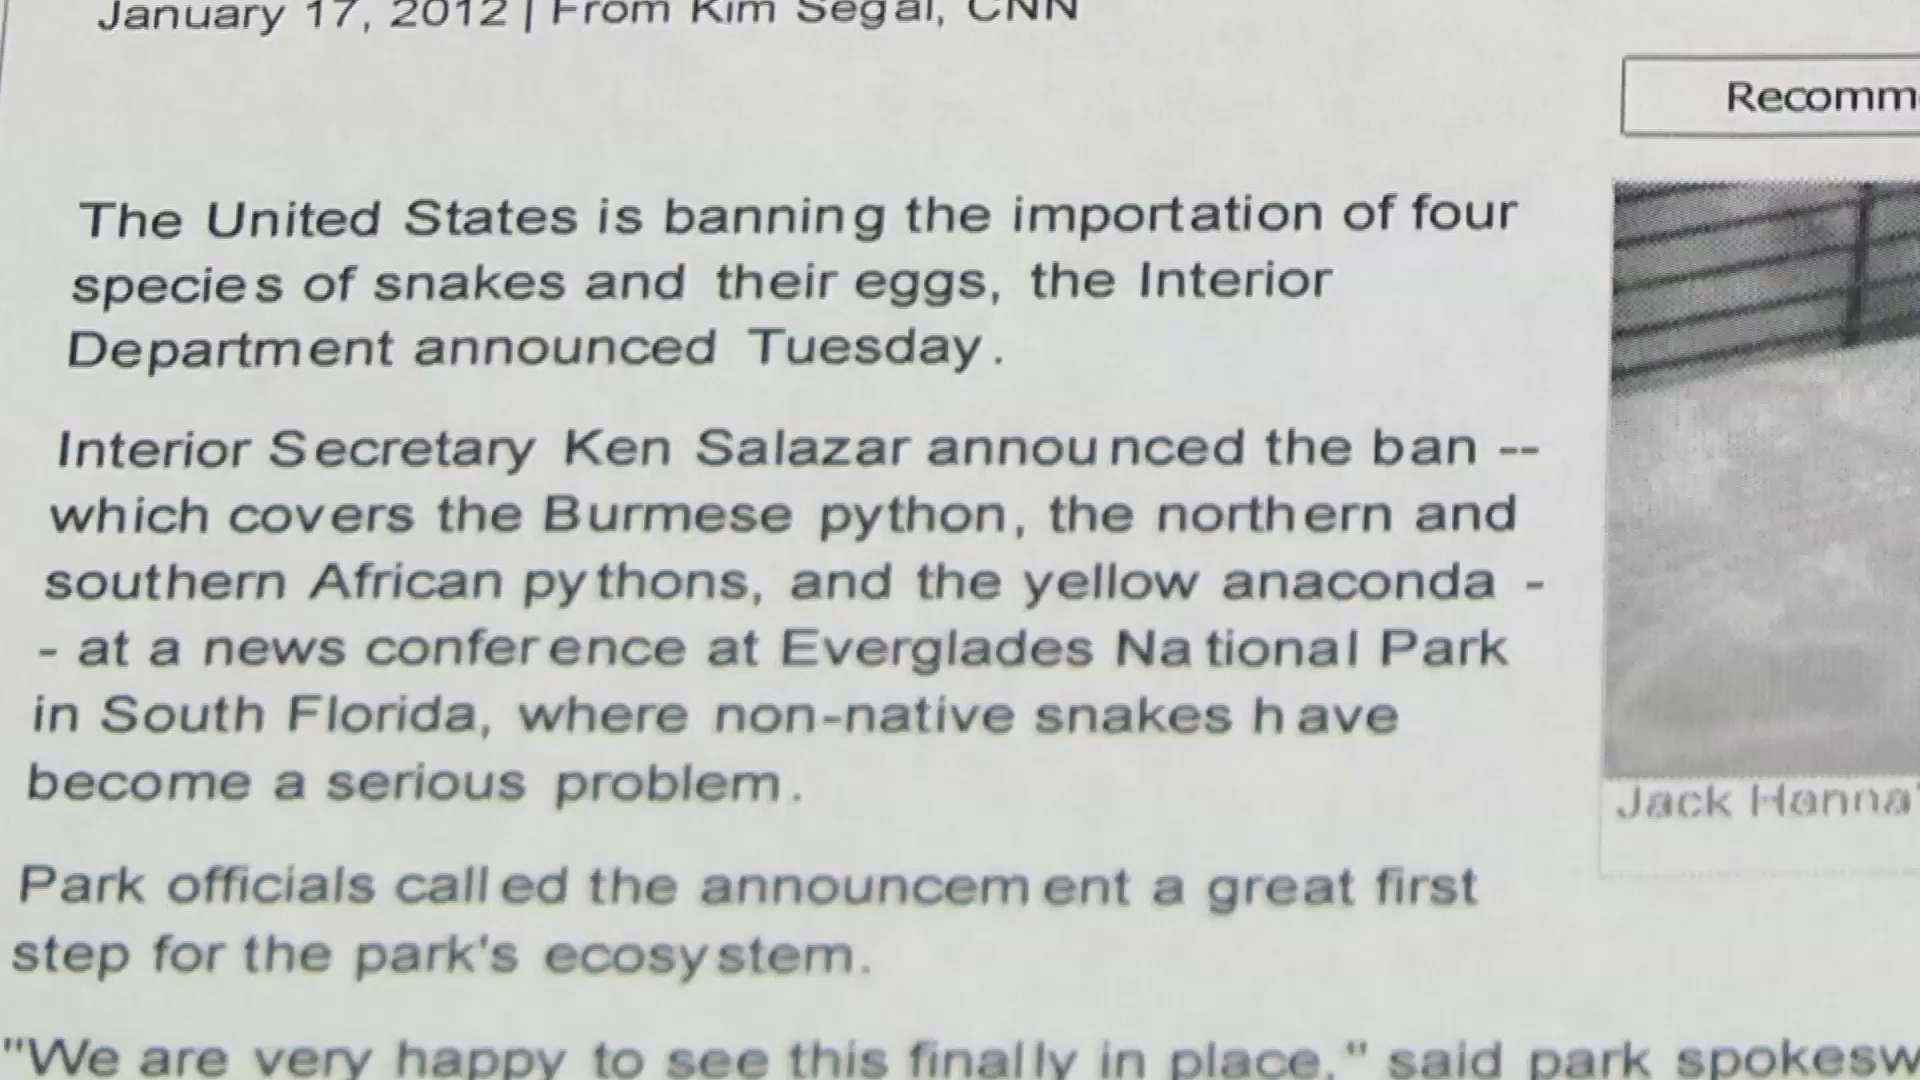 January 17, 2012 | From Kim Segal, CNN
Recomm
The United States is banning the importation of four
species of snakes and their eggs, the Interior
Department announced Tuesday.
Interior Secretary Ken Salazar announced the ban --
which covers the Burmese python, the northern and
southern African pythons, and the yellow anaconda -
- at a news conference at Everglades National Park
in South Florida, where non-native snakes have
become a serious problem.
Jack Hanna'
Park officials called the announcement a great first
step for the park's ecosystem.
"We are very happy to see this finally in place," said park spokesw